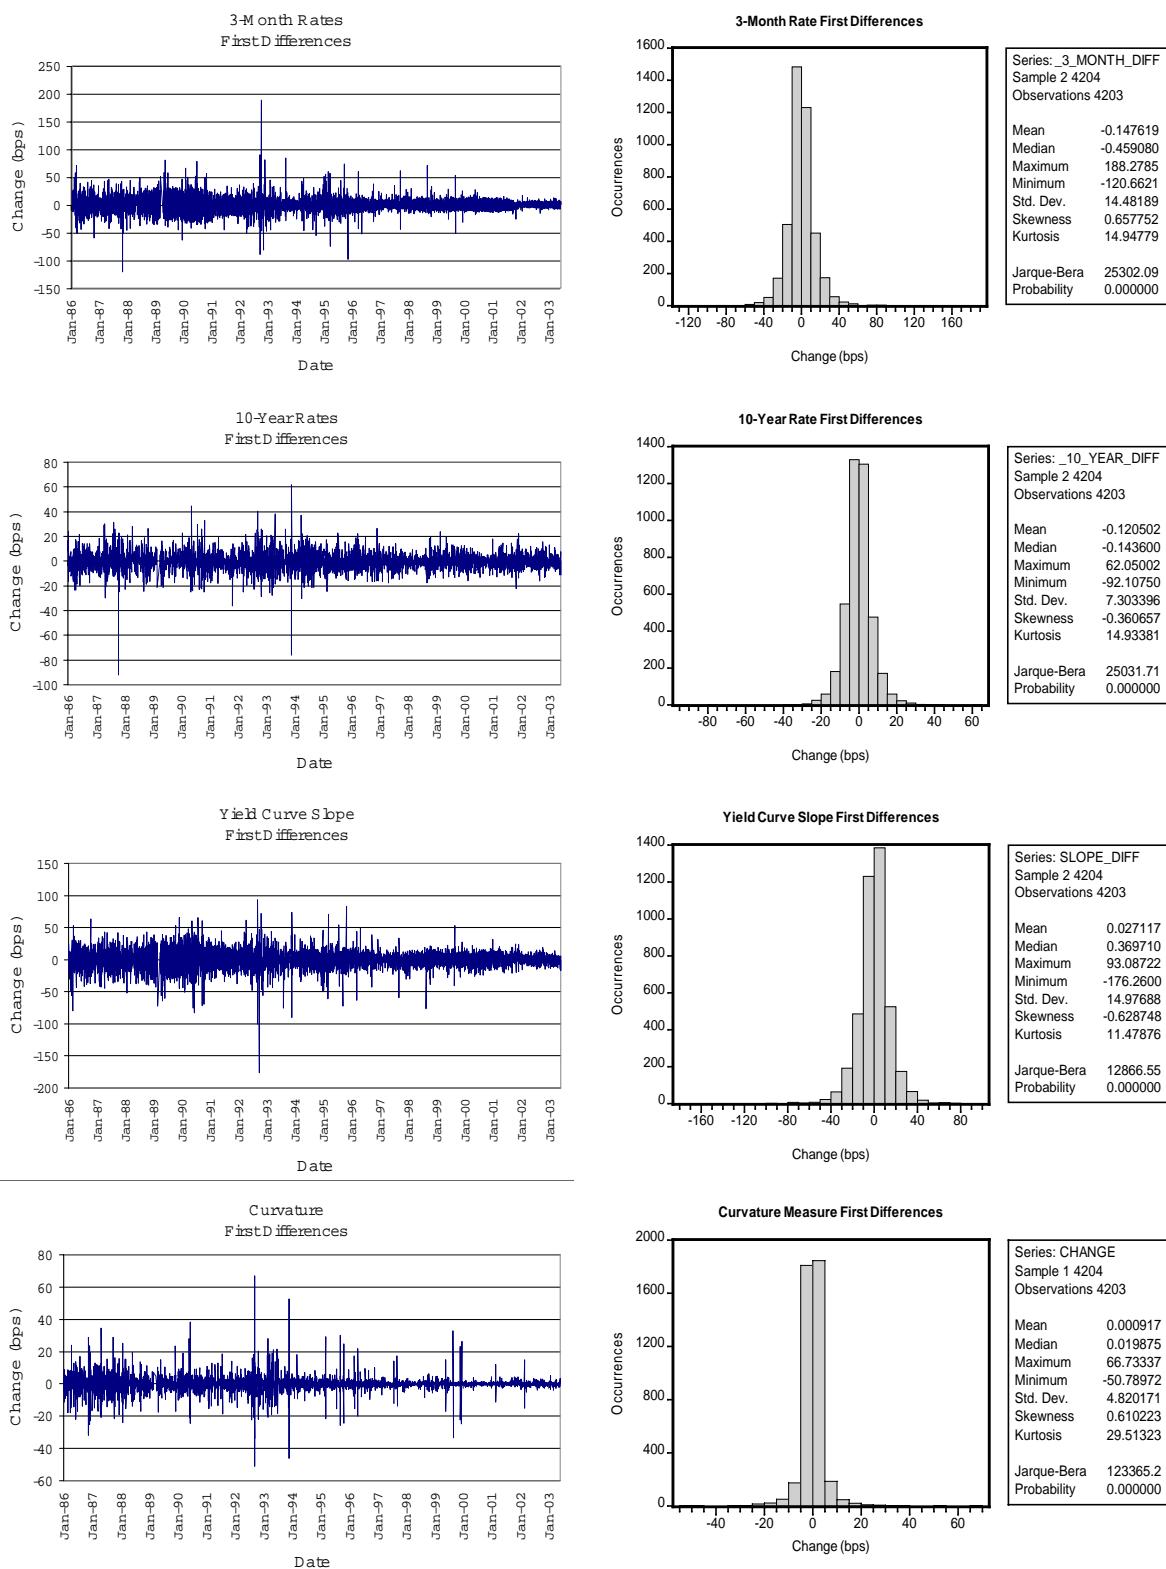 3-Month Rates
First Differences
250
200
150
100
50
0
-50
-100
-150
Change (bps)
Jan-86
Jan-87
Jan-88
Jan-89
Jan-90
Jan-91
Jan-92
Jan-93
Jan-94
Jan-95
Jan-96
Jan-97
Jan-98
Jan-99
Jan-00
Jan-01
Jan-02
Jan-03
Date
3-Month Rate First Differences
1600
1400
1200
1000
800
600
400
200
0
Occurrences
-120 -80 -40 0 40 80 120 160
Change (bps)
Series: _3_MONTH_DIFF
Sample 2 4204
Observations 4203
Mean -0.147619
Median -0.459080
Maximum 188.2785
Minimum -120.6621
Std. Dev. 14.48189
Skewness 0.657752
Kurtosis 14.94779
Jarque-Bera 25302.09
Probability 0.000000
10-Year Rates
First Differences
80
60
40
20
0
-20
-40
-60
-80
-100
Change (bps)
Jan-86
Jan-87
Jan-88
Jan-89
Jan-90
Jan-91
Jan-92
Jan-93
Jan-94
Jan-95
Jan-96
Jan-97
Jan-98
Jan-99
Jan-00
Jan-01
Jan-02
Jan-03
Date
10-Year Rate First Differences
1400
1200
1000
800
600
400
200
0
Occurrences
-80 -60 -40 -20 0 20 40 60
Change (bps)
Series: _10_YEAR_DIFF
Sample 2 4204
Observations 4203
Mean -0.120502
Median -0.143600
Maximum 62.05002
Minimum -92.10750
Std. Dev. 7.303396
Skewness -0.360657
Kurtosis 14.93381
Jarque-Bera 25031.71
Probability 0.000000
Yield Curve Slope
First Differences
150
100
50
0
-50
-100
-150
-200
Change (bps)
Jan-86
Jan-87
Jan-88
Jan-89
Jan-90
Jan-91
Jan-92
Jan-93
Jan-94
Jan-95
Jan-96
Jan-97
Jan-98
Jan-99
Jan-00
Jan-01
Jan-02
Jan-03
Date
Yield Curve Slope First Differences
1400
1200
1000
800
600
400
200
0
Occurrences
-160 -120 -80 -40 0 40 80
Change (bps)
Series: SLOPE_DIFF
Sample 2 4204
Observations 4203
Mean 0.027117
Median 0.369710
Maximum 93.08722
Minimum -176.2600
Std. Dev. 14.97688
Skewness -0.628748
Kurtosis 11.47876
Jarque-Bera 12866.55
Probability 0.000000
Curvature
First Differences
80
60
40
20
0
-20
-40
-60
Change (bps)
Jan-86
Jan-87
Jan-88
Jan-89
Jan-90
Jan-91
Jan-92
Jan-93
Jan-94
Jan-95
Jan-96
Jan-97
Jan-98
Jan-99
Jan-00
Jan-01
Jan-02
Jan-03
Date
Curvature Measure First Differences
2000
1600
1200
800
400
0
Occurrences
-40 -20 0 20 40 60
Change (bps)
Series: CHANGE
Sample 1 4204
Observations 4203
Mean 0.000917
Median 0.019875
Maximum 66.73337
Minimum -50.78972
Std. Dev. 4.820171
Skewness 0.610223
Kurtosis 29.51323
Jarque-Bera 123365.2
Probability 0.000000